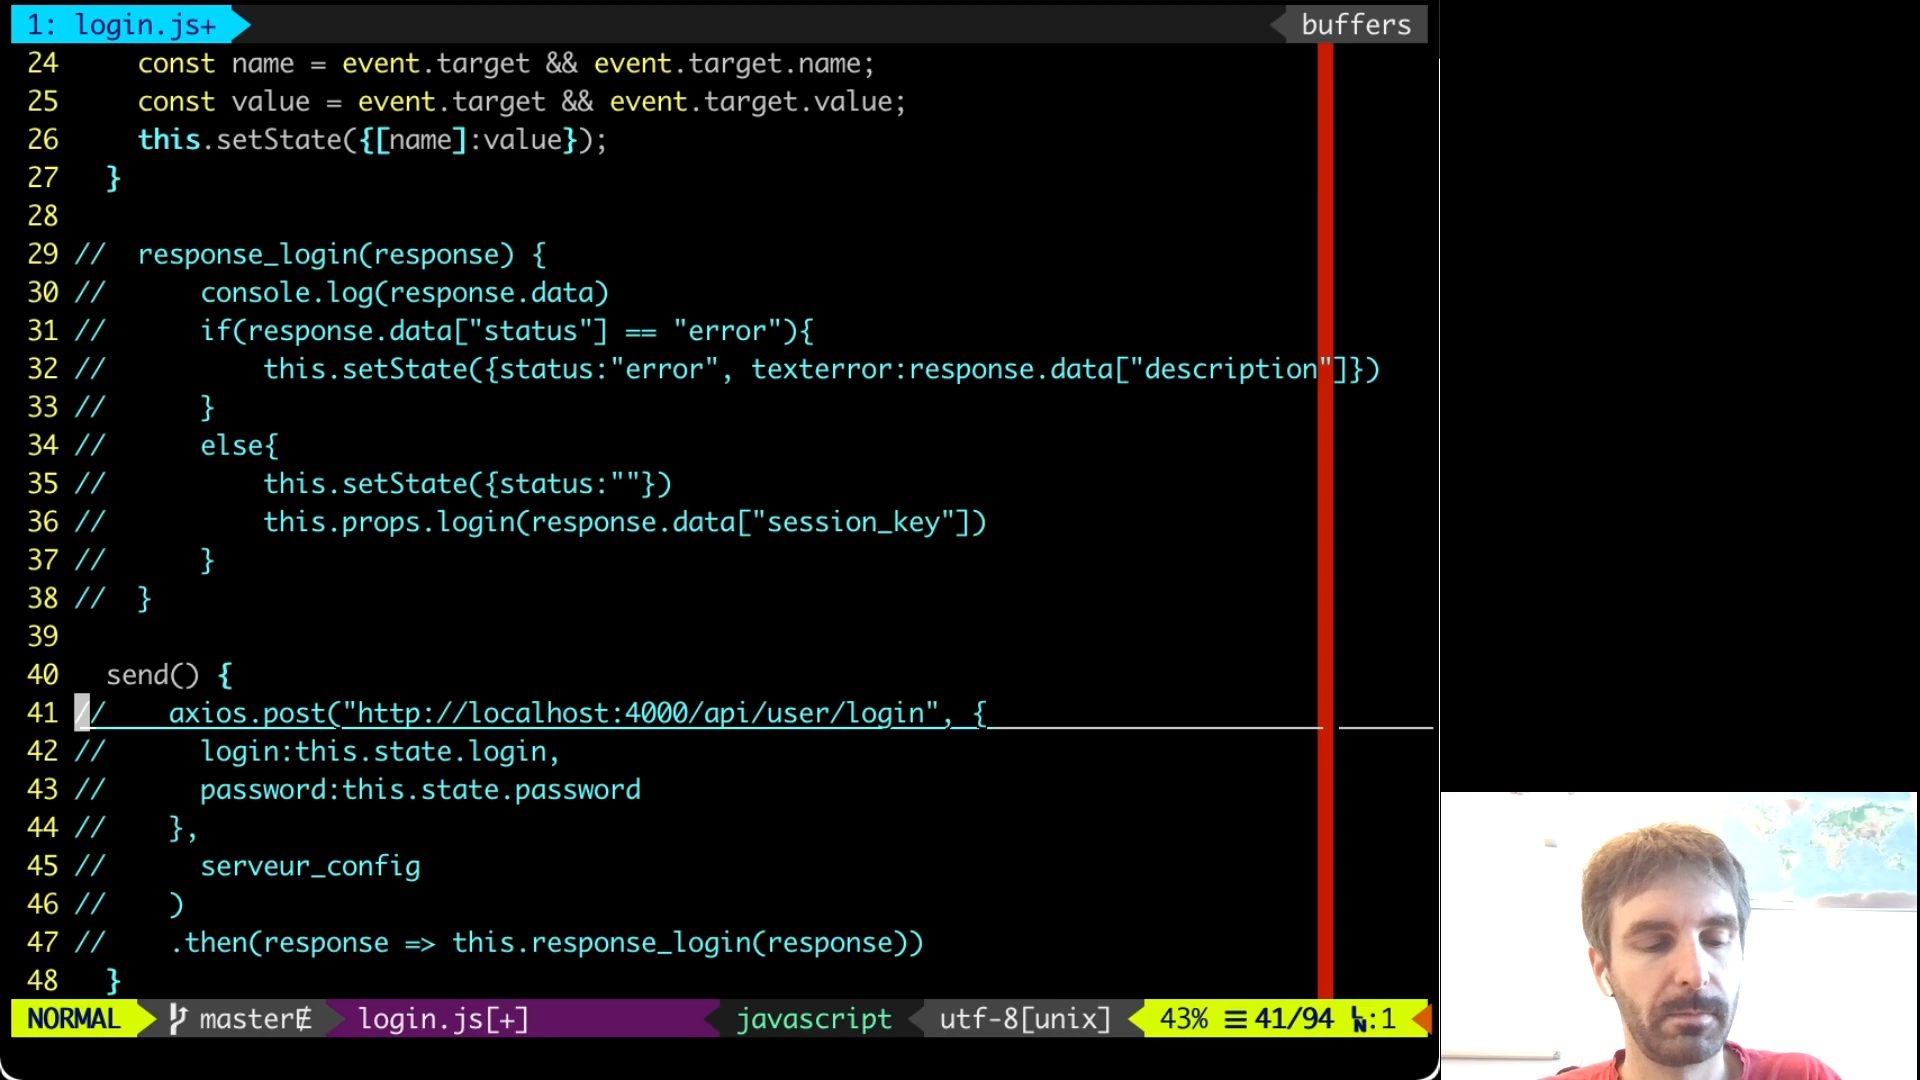 1: login.js+ buffers
24     const name = event.target && event.target.name;
25     const value = event.target && event.target.value;
26     this.setState({[name]:value});
27   }
28
29 //  response_login(response) {
30 //      console.log(response.data)
31 //      if(response.data["status"] == "error"){
32 //          this.setState({status:"error", texterror:response.data["description"]})
33 //      }
34 //      else{
35 //          this.setState({status:""})
36 //          this.props.login(response.data["session_key"])
37 //      }
38 //  }
39
40   send() {
41 //    axios.post("http://localhost:4000/api/user/login", {
42 //      login:this.state.login,
43 //      password:this.state.password
44 //    },
45 //      serveur_config
46 //    )
47 //    .then(response => this.response_login(response))
48   }
NORMAL master login.js[+] javascript utf-8[unix] 43% 41/94 :1